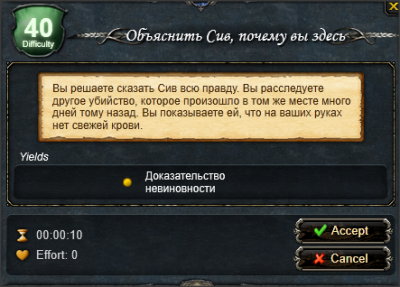 40
Difficulty
Объяснить Сив, почему вы здесь
Вы решаете сказать Сив всю правду. Вы расследуете
другое убийство, которое произошло в том же месте много
дней тому назад. Вы показываете ей, что на ваших руках
нет свежей крови.
Yields
Доказательство
невиновности
00:00:10
Accept
Effort: 0
Cancel